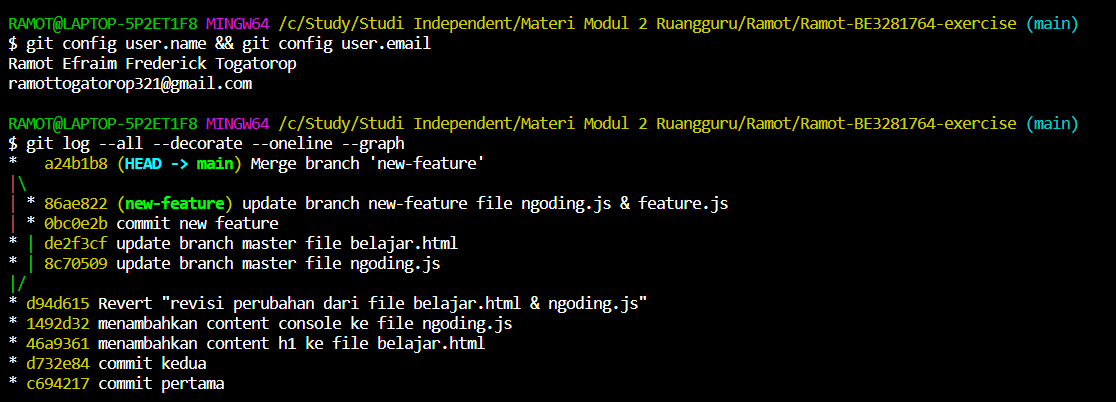 RAMOT@LAPTOP-5P2ET1F8 MINGW64 /c/Study/Studi Independent/Materi Modul 2 Ruangguru/Ramot/Ramot-BE3281764-exercise (main)
$ git config user.name && git config user.email
Ramot Efraim Frederick Togatorop
ramottogatorop321@gmail.com
RAMOT@LAPTOP-5P2ET1F8 MINGW64 /c/Study/Studi Independent/Materi Modul 2 Ruangguru/Ramot/Ramot-BE3281764-exercise (main)
$ git log --all --decorate --oneline --graph
*   a24b1b8 (HEAD -> main) Merge branch 'new-feature'
|\
| * 86ae822 (new-feature) update branch new-feature file ngoding.js & feature.js
| * 0bc0e2b commit new feature
* | de2f3cf update branch master file belajar.html
* | 8c70509 update branch master file ngoding.js
|/
* d94d615 Revert "revisi perubahan dari file belajar.html & ngoding.js"
* 1492d32 menambahkan content console ke file ngoding.js
* 46a9361 menambahkan content h1 ke file belajar.html
* d732e84 commit kedua
* c694217 commit pertama